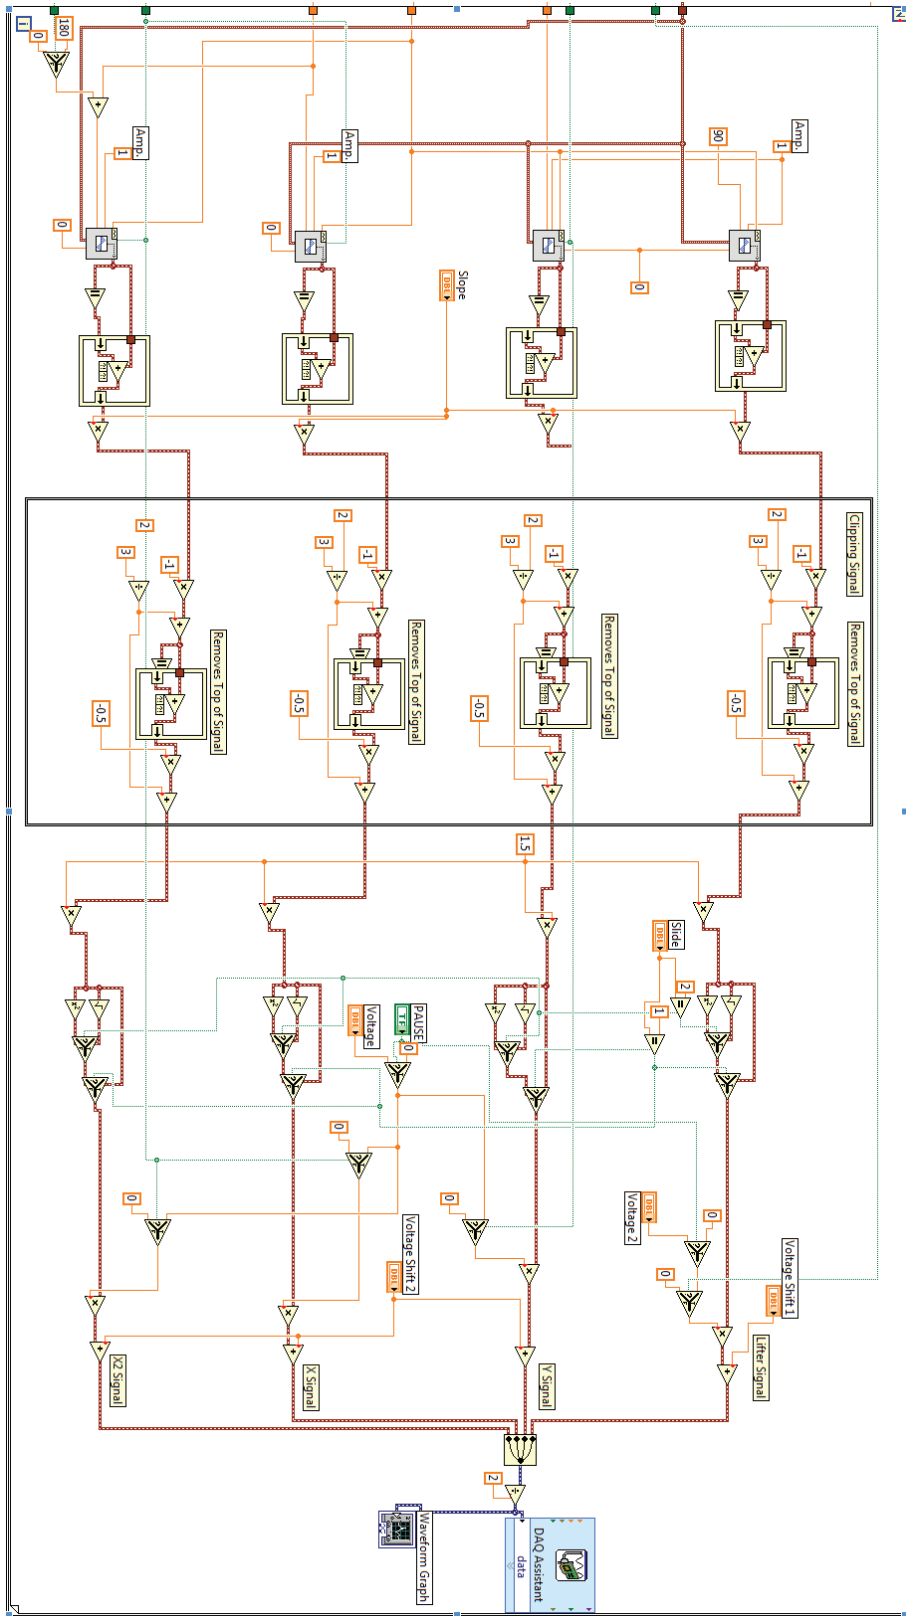 N
Amp.
1
90
0
Clipping Signal
Removes Top of Signal
2
3
-1
-0.5
Slide
DBL
2
1
=
=
Voltage 2
DBL
0
0
Voltage Shift 1
DBL
Lifter Signal
Removes Top of Signal
2
3
-1
-0.5
1.5
0
Y Signal
DAQ Assistant
data
2
Slope
DBL
PAUSE
TF
0
Voltage
DBL
Voltage Shift 2
DBL
Waveform Graph
Amp.
1
0
Removes Top of Signal
2
3
-1
-0.5
0
X Signal
Amp.
1
0
Removes Top of Signal
2
3
-1
-0.5
0
X2 Signal
180
0
i